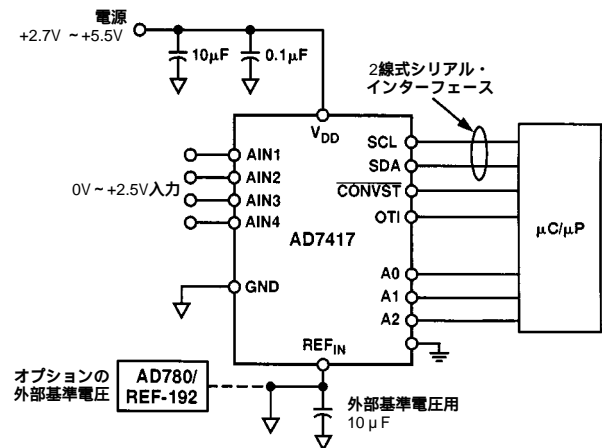 電源
+2.7V ~ +5.5V
10µF
0.1µF
2線式シリアル・
インターフェース
VDD
SCL
SDA
CONVST
OTI
AIN1
AIN2
AIN3
AIN4
0V ~ +2.5V入力
AD7417
µC/µP
GND
A0
A1
A2
REFIN
オプションの
外部基準電圧
AD780/
REF-192
外部基準電圧用
10 µ F